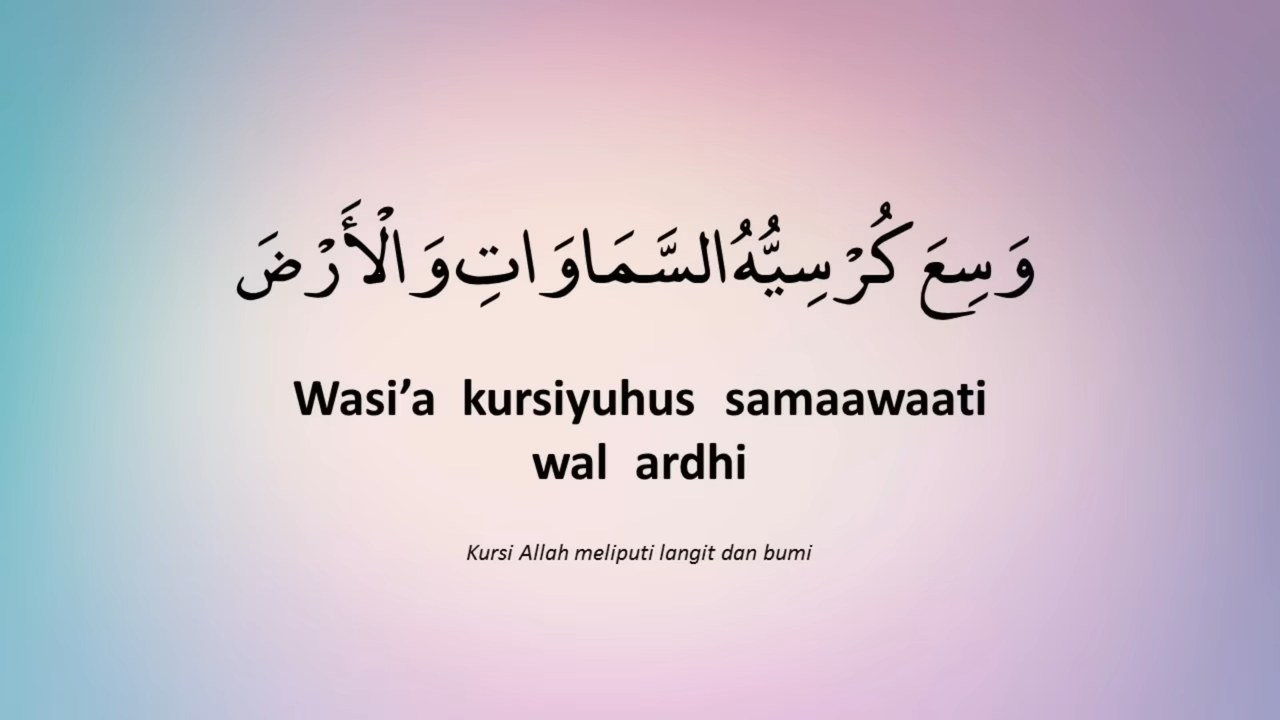 وَسِعَ كُرْسِيُّهُ السَّمَاوَاتِ وَالْأَرْضَ
Wasi’a kursiyuhus samaawaati
wal ardhi
Kursi Allah meliputi langit dan bumi